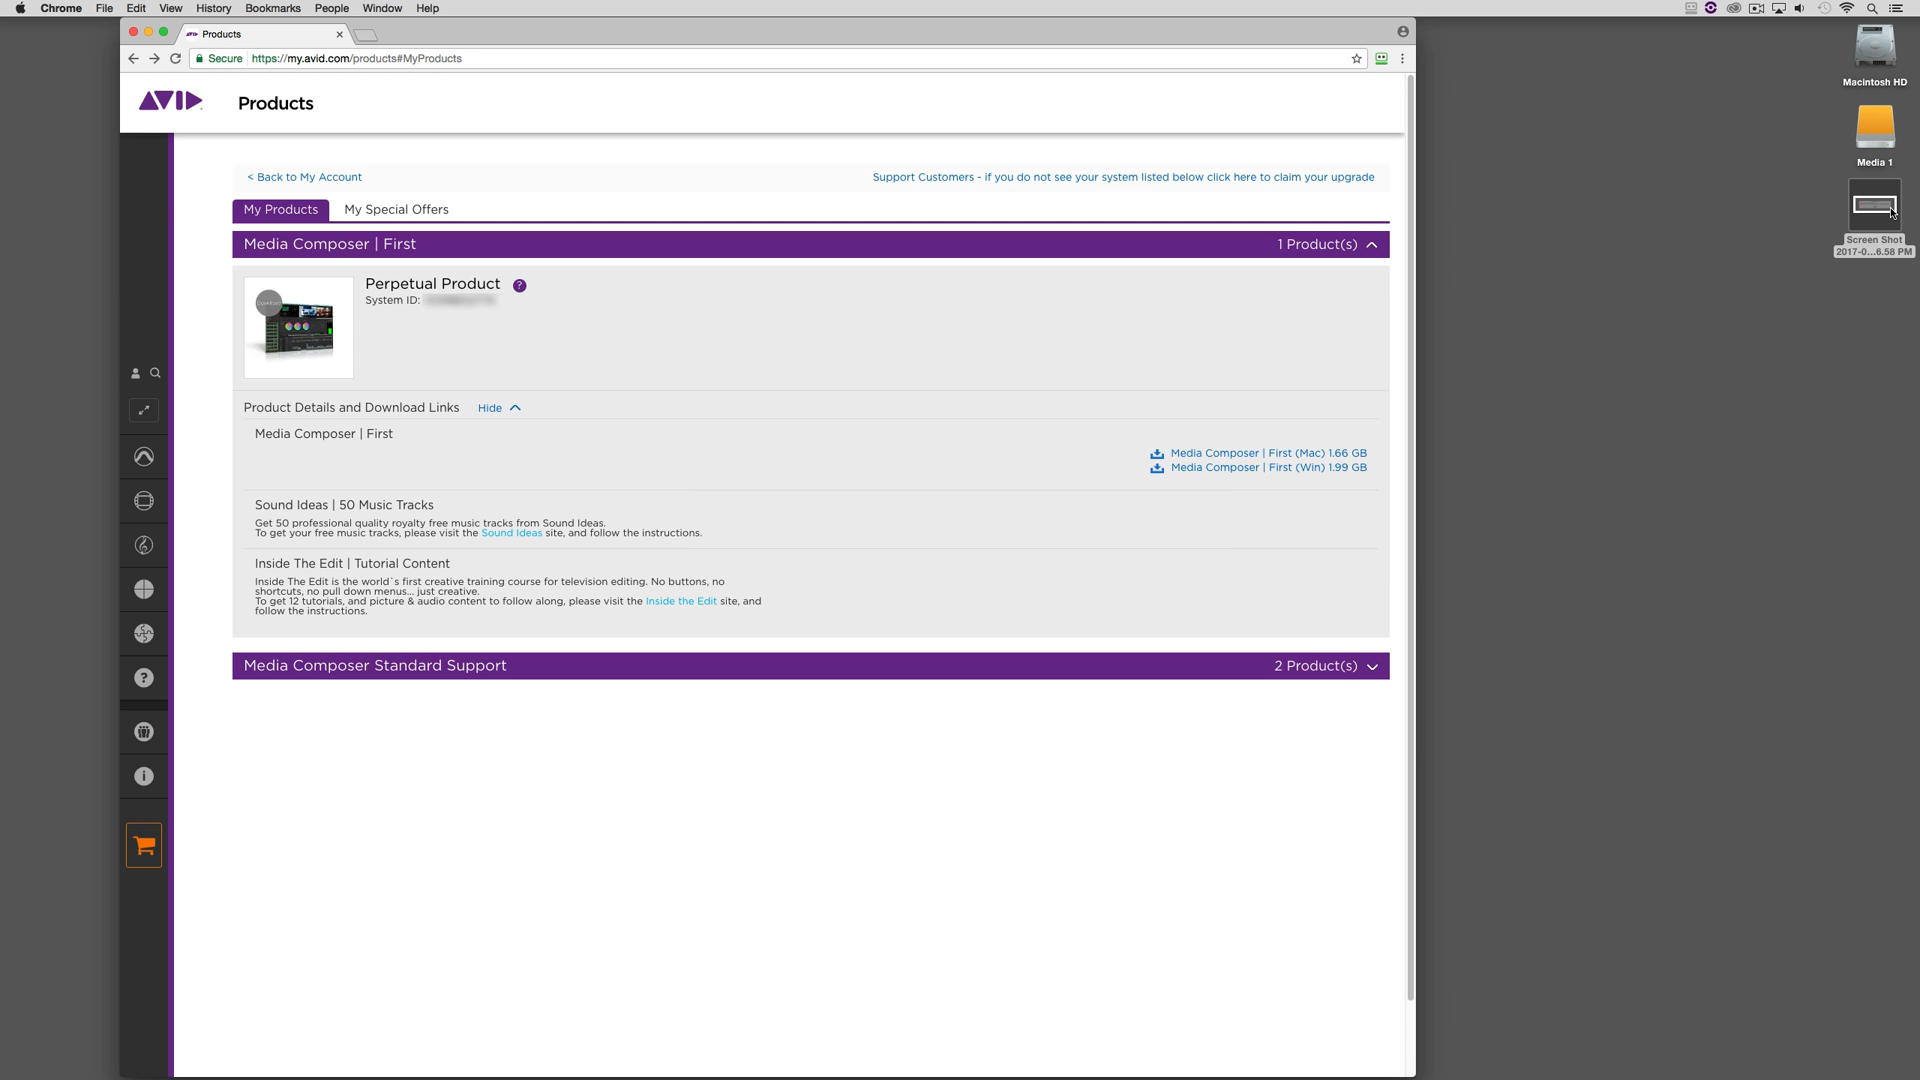 Chrome File Edit View History Bookmarks People Window Help
Products
Secure https://my.avid.com/products#MyProducts
AVID Products
Macintosh HD
Media 1
Screen Shot
2017-0...6.58 PM
< Back to My Account
Support Customers - if you do not see your system listed below click here to claim your upgrade
My Products My Special Offers
Media Composer | First 1 Product(s)
Perpetual Product ?
System ID:
Product Details and Download Links Hide
Media Composer | First
Media Composer | First (Mac) 1.66 GB
Media Composer | First (Win) 1.99 GB
Sound Ideas | 50 Music Tracks
Get 50 professional quality royalty free music tracks from Sound Ideas.
To get your free music tracks, please visit the Sound Ideas site, and follow the instructions.
Inside The Edit | Tutorial Content
Inside The Edit is the world`s first creative training course for television editing. No buttons, no
shortcuts, no pull down menus... just creative.
To get 12 tutorials, and picture & audio content to follow along, please visit the Inside the Edit site, and
follow the instructions.
Media Composer Standard Support 2 Product(s)